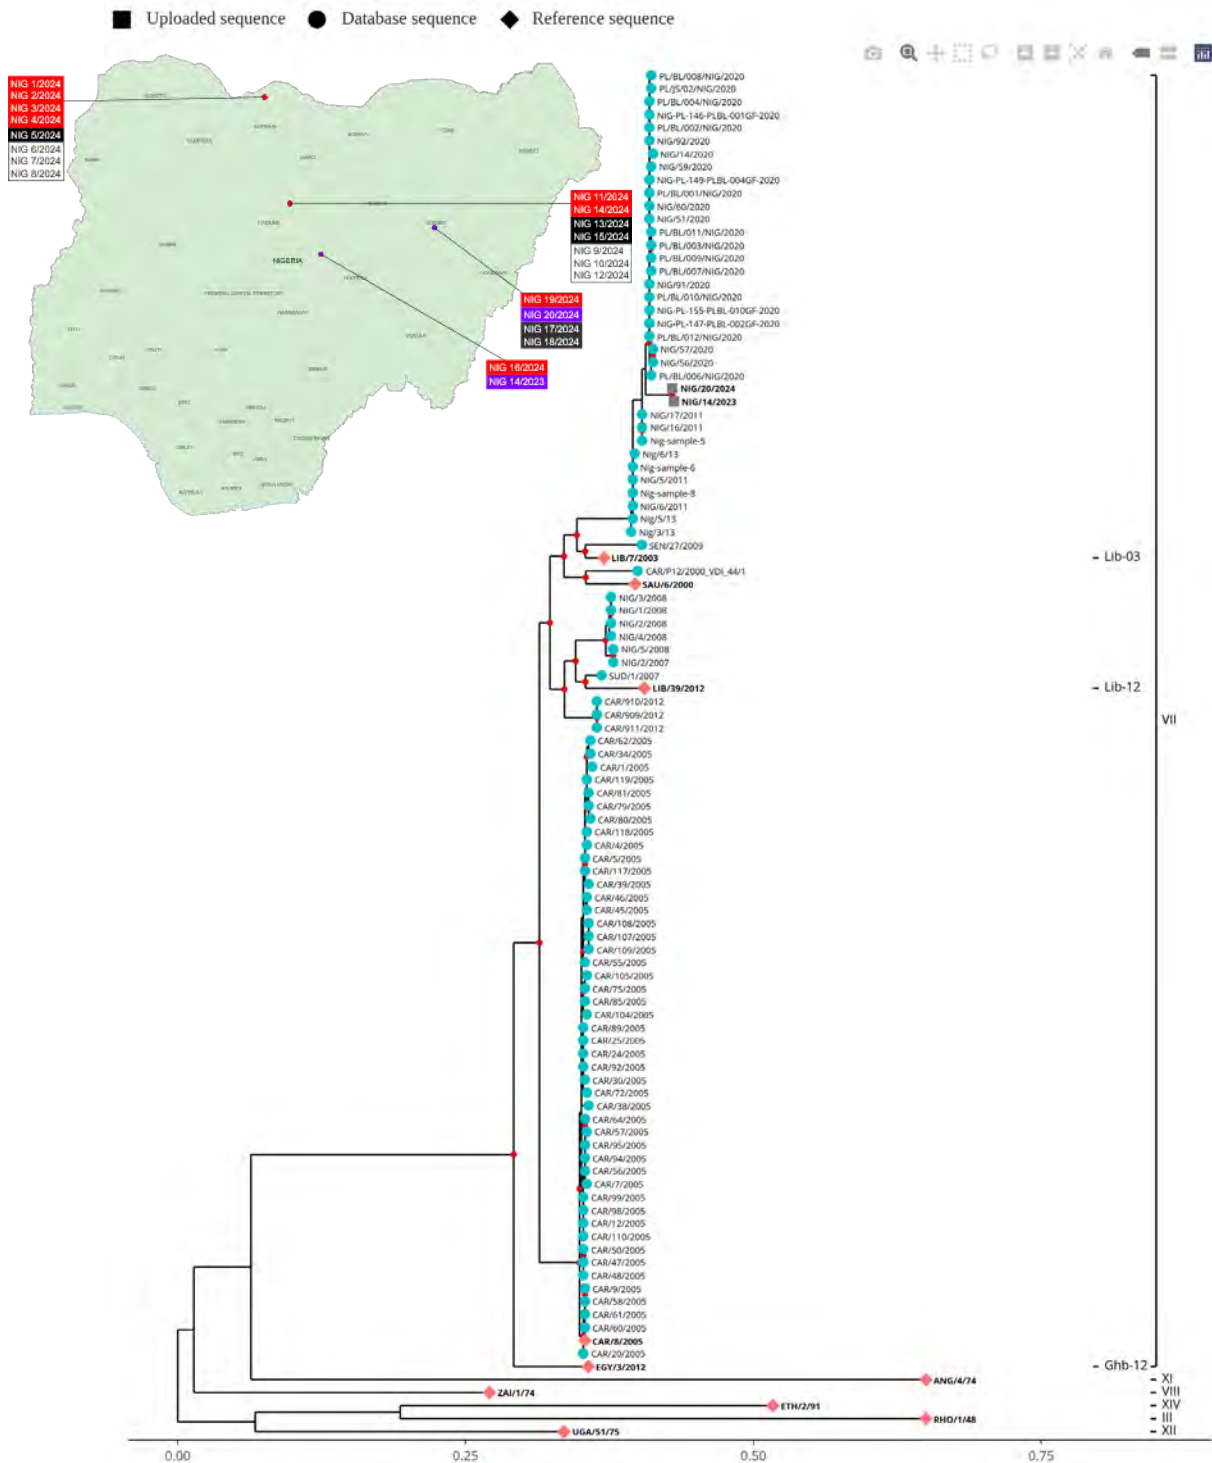 Uploaded sequence Database sequence Reference sequence
NIG 1/2024
NIG 2/2024
NIG 3/2024
NIG 4/2024
NIG 5/2024
NIG 6/2024
NIG 7/2024
NIG 8/2024
NIG 11/2024
NIG 14/2024
NIG 13/2024
NIG 15/2024
NIG 9/2024
NIG 10/2024
NIG 12/2024
NIGERIA
NIG 19/2024
NIG 20/2024
NIG 17/2024
NIG 18/2024
NIG 16/2024
NIG 14/2023
PL/BL/008/NIG/2020
PL/JS/02/NIG/2020
PL/BL/004/NIG/2020
NIG-PL-146-PLBL-001GF-2020
PL/BL/002/NIG/2020
NIG/92/2020
NIG/14/2020
NIG/59/2020
NIG-PL-149-PLBL-004GF-2020
PL/BL/001/NIG/2020
NIG/60/2020
NIG/51/2020
PL/BL/011/NIG/2020
PL/BL/003/NIG/2020
PL/BL/009/NIG/2020
PL/BL/007/NIG/2020
NIG/91/2020
PL/BL/010/NIG/2020
NIG-PL-155-PLBL-010GF-2020
NIG-PL-147-PLBL-002GF-2020
PL/BL/012/NIG/2020
NIG/57/2020
NIG/56/2020
PL/BL/006/NIG/2020
NIG/20/2024
NIG/14/2023
NIG/17/2011
NIG/16/2011
Nig-sample-5
Nig/6/13
Nig-sample-6
NIG/5/2011
Nig-sample-8
NIG/6/2011
Nig/5/13
Nig/3/13
SEN/27/2009
LIB/7/2003
Lib-03
CAR/P12/2000_VDI_44/1
SAU/6/2000
NIG/3/2008
NIG/1/2008
NIG/2/2008
NIG/4/2008
NIG/5/2008
NIG/2/2007
SUD/1/2007
LIB/39/2012
Lib-12
CAR/910/2012
CAR/909/2012
VII
CAR/911/2012
CAR/62/2005
CAR/34/2005
CAR/1/2005
CAR/119/2005
CAR/81/2005
CAR/79/2005
CAR/80/2005
CAR/118/2005
CAR/4/2005
CAR/5/2005
CAR/117/2005
CAR/39/2005
CAR/46/2005
CAR/45/2005
CAR/108/2005
CAR/107/2005
CAR/109/2005
CAR/55/2005
CAR/105/2005
CAR/75/2005
CAR/85/2005
CAR/104/2005
CAR/89/2005
CAR/25/2005
CAR/24/2005
CAR/92/2005
CAR/30/2005
CAR/72/2005
CAR/38/2005
CAR/64/2005
CAR/57/2005
CAR/95/2005
CAR/94/2005
CAR/56/2005
CAR/7/2005
CAR/99/2005
CAR/98/2005
CAR/12/2005
CAR/110/2005
CAR/50/2005
CAR/47/2005
CAR/48/2005
CAR/9/2005
CAR/58/2005
CAR/61/2005
CAR/60/2005
CAR/8/2005
CAR/20/2005
EGY/3/2012
Ghb-12
ANG/4/74
XI
ZAI/1/74
VIII
ETH/2/91
XIV
RHO/1/48
III
UGA/51/75
XII
0.00 0.25 0.50 0.75